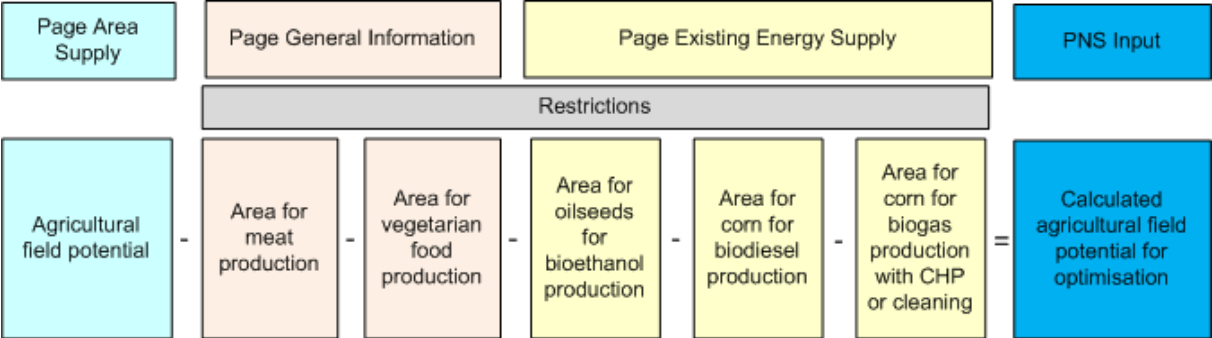 Page Area
Supply
Page General Information
Page Existing Energy Supply
PNS Input
Restrictions
Agricultural
field potential
-
Area for
meat
production
-
Area for
vegetarian
food
production
-
Area for
oilseeds
for
bioethanol
production
-
Area for
corn for
biodiesel
production
-
Area for
corn for
biogas
production
with CHP
or cleaning
=
Calculated
agricultural field
potential for
optimisation